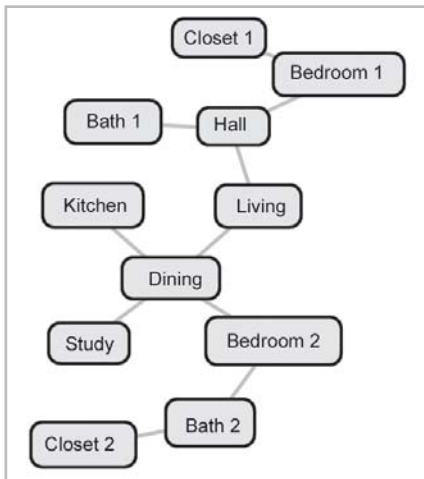 Closet 1
Bedroom 1
Bath 1
Hall
Kitchen
Living
Dining
Study
Bedroom 2
Bath 2
Closet 2